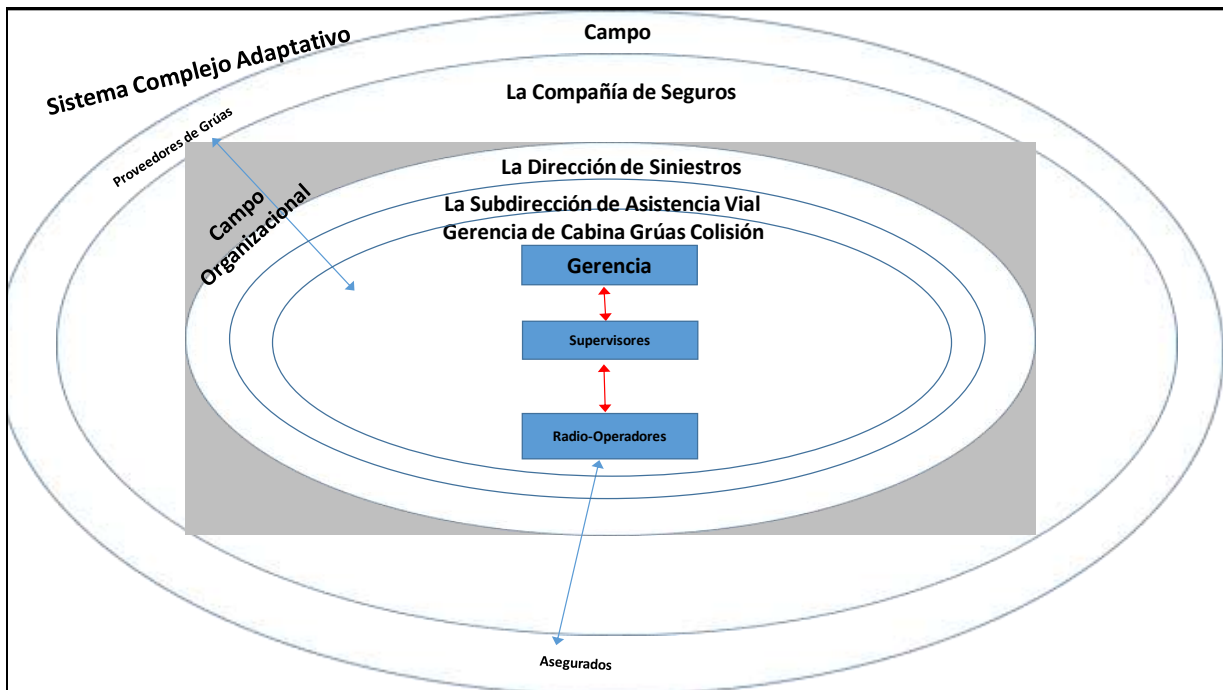 Campo
Sistema Complejo Adaptativo
La Compañía de Seguros
Proveedores de Grúas
La Dirección de Siniestros
Campo
Organizacional
La Subdirección de Asistencia Vial
Gerencia de Cabina Grúas Colisión
Gerencia
Supervisores
Radio-Operadores
Asegurados